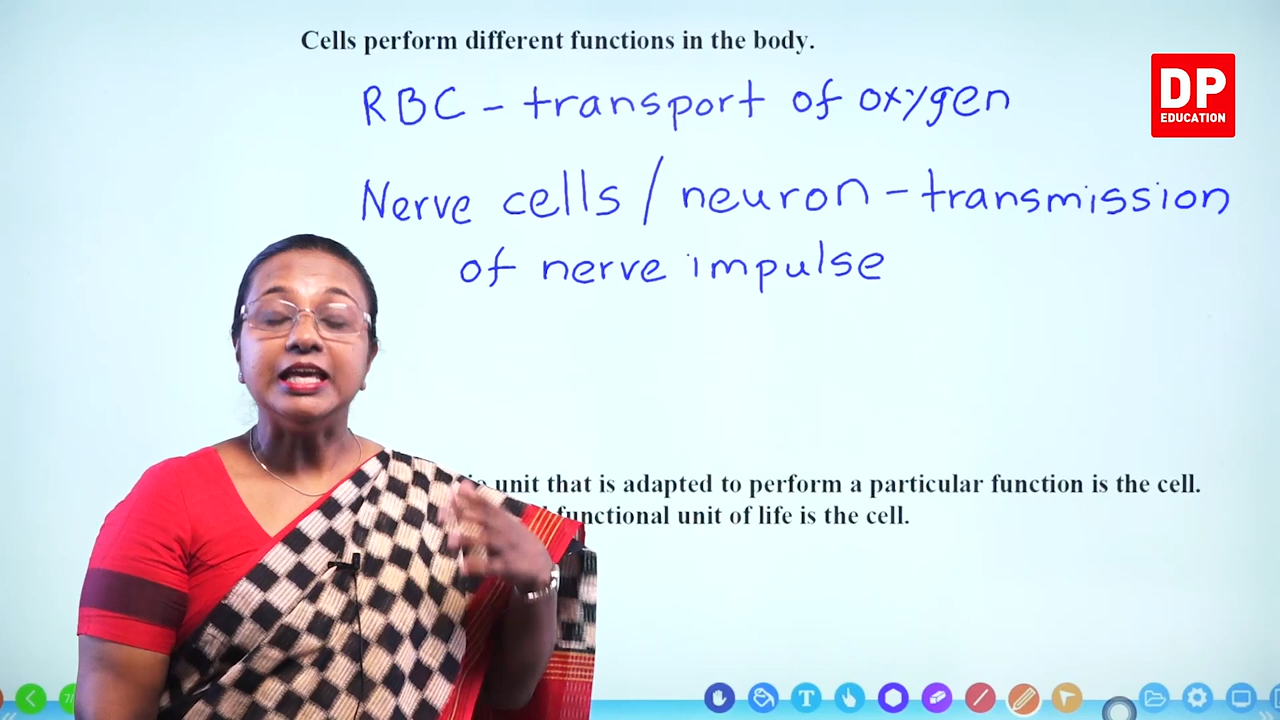 Cells perform different functions in the body.
DP
EDUCATION
RBC - transport of oxygen
Nerve cells / neuron - transmission
of nerve impulse
unit that is adapted to perform a particular function is the cell.
functional unit of life is the cell.
T